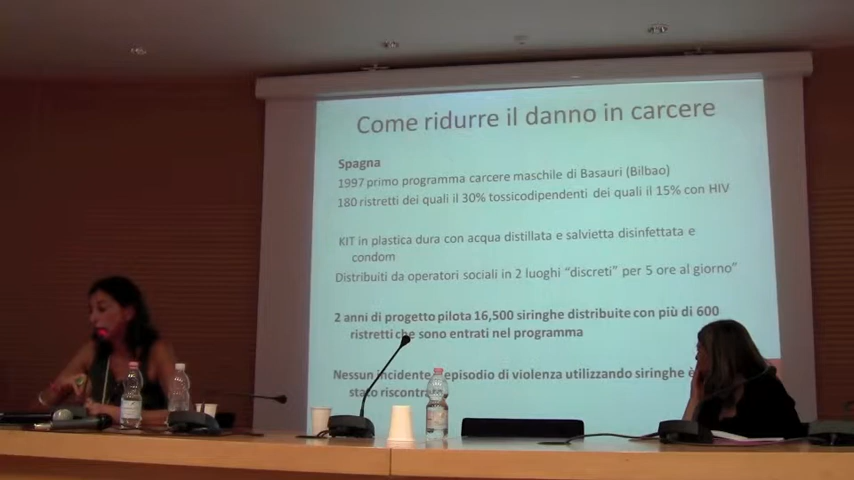 Come ridurre il danno in carcere
Spagna
1997 primo programma carcere maschile di Basauri (Bilbao)
180 ristretti dei quali il 30% tossicodipendenti dei quali il 15% con HIV
KIT in plastica dura con acqua distillata e salvietta disinfettata e
condom
Distribuiti da operatori sociali in 2 luoghi “discreti” per 5 ore al giorno”
2 anni di progetto pilota 16,500 siringhe distribuite con più di 600
ristretti che sono entrati nel programma
Nessun incidente e episodio di violenza utilizzando siringhe è
stato riscontrato